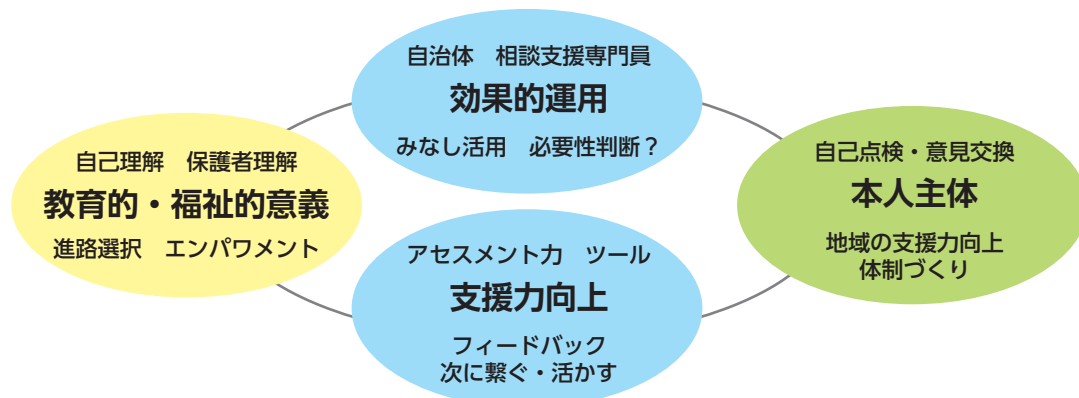 自己理解　保護者理解
教育的・福祉的意義
進路選択　エンパワメント
自治体　相談支援専門員
効果的運用
みなし活用　必要性判断？
アセスメント力　ツール
支援力向上
フィードバック
次に繋ぐ・活かす
自己点検・意見交換
本人主体
地域の支援力向上
体制づくり